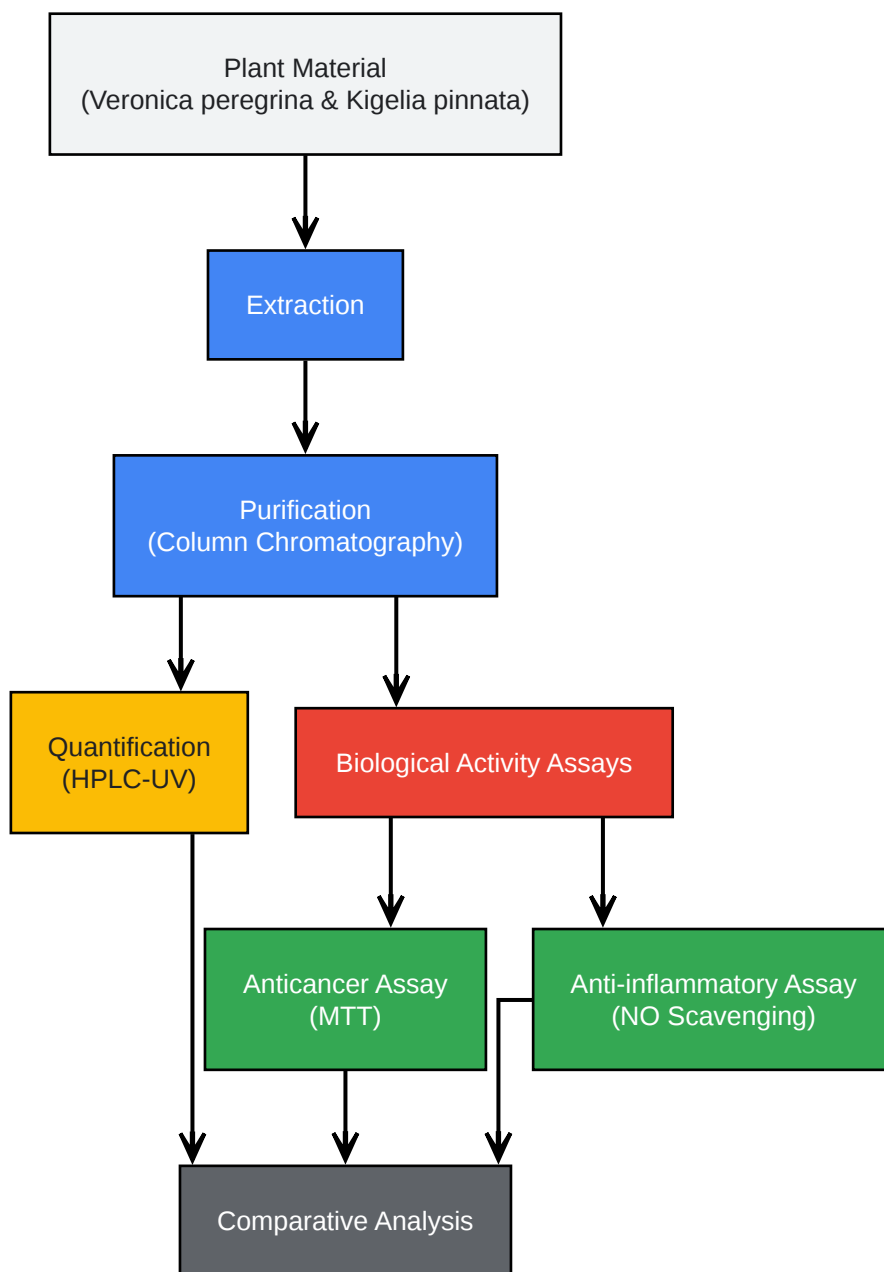 Plant Material
(Veronica peregrina & Kigelia pinnata)
Extraction
Purification
(Column Chromatography)
Quantification
(HPLC-UV)
Biological Activity Assays
Anticancer Assay
(MTT)
Anti-inflammatory Assay
(NO Scavenging)
Comparative Analysis